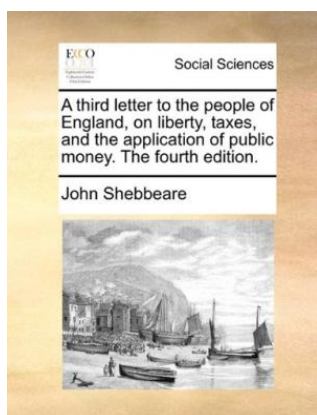 ECCO
Social Sciences
A third letter to the people of
England, on liberty, taxes,
and the application of public
money. The fourth edition.
John Shebbeare